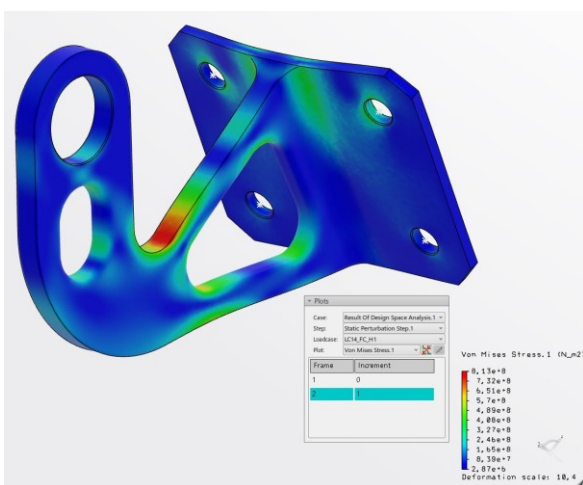 Plots
Case: Result Of Design Space Analysis.1
Step: Static Perturbation Step.1
Loadcase: LC14_FC_H1
Plot: Von Mises Stress.1
Frame Increment
1 0
2 1
Von Mises Stress.1 (N_m2)
8,13e+8
7,32e+8
6,51e+8
5,7e+8
4,89e+8
4,08e+8
3,27e+8
2,46e+8
1,65e+8
8,39e+7
2,87e+6
Deformation scale: 10,4